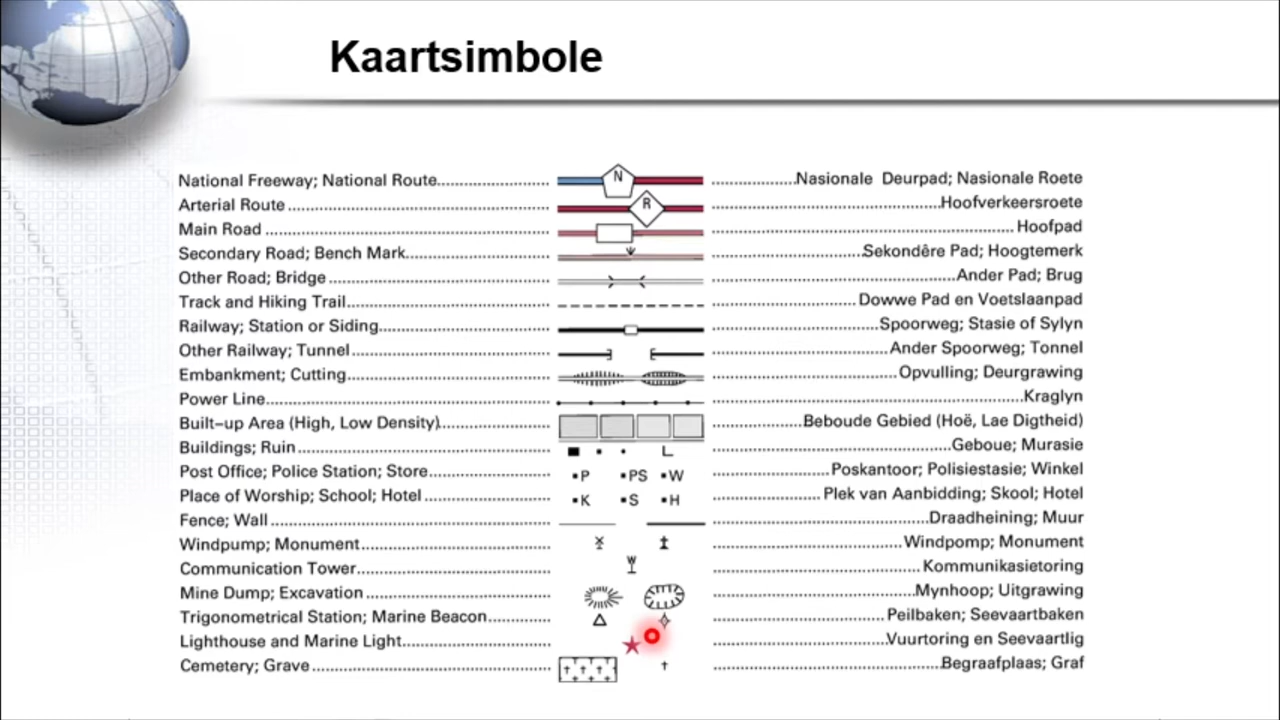 Kaartsimbole
National Freeway; National Route N Nasionale Deurpad; Nasionale Roete
Arterial Route R Hoofverkeersroete
Main Road Hoofpad
Secondary Road; Bench Mark Sekondêre Pad; Hoogtemerk
Other Road; Bridge Ander Pad; Brug
Track and Hiking Trail Dowwe Pad en Voetslaanpad
Railway; Station or Siding Spoorweg; Stasie of Sylyn
Other Railway; Tunnel Ander Spoorweg; Tonnel
Embankment; Cutting Opvulling; Deurgrawing
Power Line Kraglyn
Built-up Area (High, Low Density) Beboude Gebied (Hoë, Lae Digtheid)
Buildings; Ruin Geboue; Murasie
Post Office; Police Station; Store P PS W Poskantoor; Polisiestasie; Winkel
Place of Worship; School; Hotel K S H Plek van Aanbidding; Skool; Hotel
Fence; Wall Draadheining; Muur
Windpump; Monument Windpomp; Monument
Communication Tower Kommunikasietoring
Mine Dump; Excavation Mynhoop; Uitgrawing
Trigonometrical Station; Marine Beacon Peilbaken; Seevaartbaken
Lighthouse and Marine Light Vuurtoring en Seevaartlig
Cemetery; Grave Begraafplaas; Graf